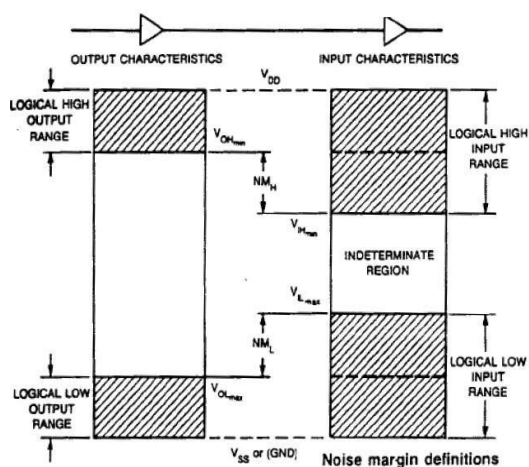 OUTPUT CHARACTERISTICS
INPUT CHARACTERISTICS
V_DD
LOGICAL HIGH
OUTPUT
RANGE
V_OHmin
NM_H
LOGICAL HIGH
INPUT
RANGE
V_IHmin
INDETERMINATE
REGION
V_ILmax
NM_L
LOGICAL LOW
OUTPUT
RANGE
V_OLmax
LOGICAL LOW
INPUT
RANGE
V_SS or (GND)
Noise margin definitions